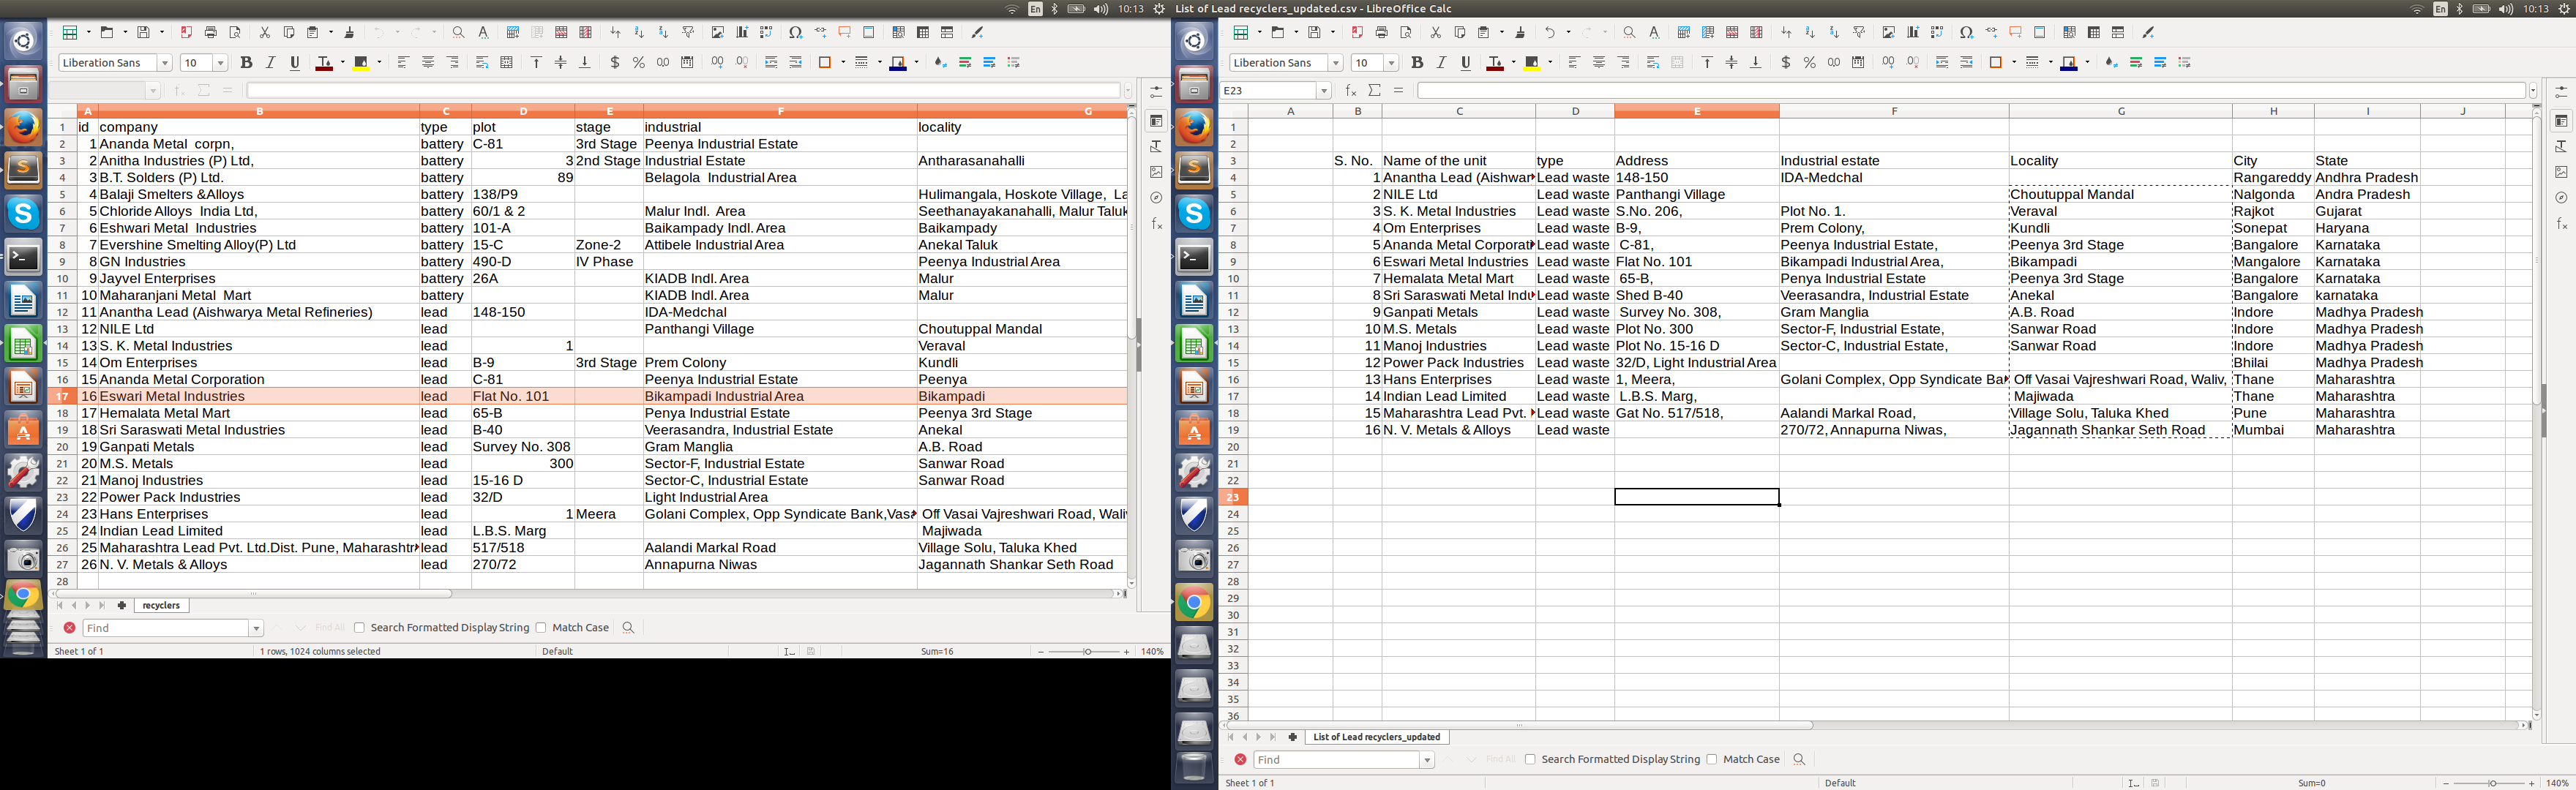 En 10:13
List of Lead recyclers_updated.csv - LibreOffice Calc
En 10:13
Liberation Sans 10
A B C D E F G
1 id company type plot stage industrial locality
2 1 Ananda Metal corpn, battery C-81 3rd Stage Peenya Industrial Estate
3 2 Anitha Industries (P) Ltd, battery 3 2nd Stage Industrial Estate Antharasanahalli
4 3 B.T. Solders (P) Ltd. battery 89 Belagola Industrial Area
5 4 Balaji Smelters &Alloys battery 138/P9 Hulimangala, Hoskote Village, La
6 5 Chloride Alloys India Ltd, battery 60/1 & 2 Malur Indl. Area Seethanayakanahalli, Malur Taluk
7 6 Eshwari Metal Industries battery 101-A Baikampady Indl. Area Baikampady
8 7 Evershine Smelting Alloy(P) Ltd battery 15-C Zone-2 Attibele Industrial Area Anekal Taluk
9 8 GN Industries battery 490-D IV Phase Peenya Industrial Area
10 9 Jayvel Enterprises battery 26A KIADB Indl. Area Malur
11 10 Maharanjani Metal Mart battery KIADB Indl. Area Malur
12 11 Anantha Lead (Aishwarya Metal Refineries) lead 148-150 IDA-Medchal
13 12 NILE Ltd lead Panthangi Village Choutuppal Mandal
14 13 S. K. Metal Industries lead 1 Veraval
15 14 Om Enterprises lead B-9 3rd Stage Prem Colony Kundli
16 15 Ananda Metal Corporation lead C-81 Peenya Industrial Estate Peenya
17 16 Eswari Metal Industries lead Flat No. 101 Bikampadi Industrial Area Bikampadi
18 17 Hemalata Metal Mart lead 65-B Penya Industrial Estate Peenya 3rd Stage
19 18 Sri Saraswati Metal Industries lead B-40 Veerasandra, Industrial Estate Anekal
20 19 Ganpati Metals lead Survey No. 308 Gram Manglia A.B. Road
21 20 M.S. Metals lead 300 Sector-F, Industrial Estate Sanwar Road
22 21 Manoj Industries lead 15-16 D Sector-C, Industrial Estate Sanwar Road
23 22 Power Pack Industries lead 32/D Light Industrial Area
24 23 Hans Enterprises lead 1 Meera Golani Complex, Opp Syndicate Bank,Vasa Off Vasai Vajreshwari Road, Waliv
25 24 Indian Lead Limited lead L.B.S. Marg Majiwada
26 25 Maharashtra Lead Pvt. Ltd.Dist. Pune, Maharashtr lead 517/518 Aalandi Markal Road Village Solu, Taluka Khed
27 26 N. V. Metals & Alloys lead 270/72 Annapurna Niwas Jagannath Shankar Seth Road
28
recyclers
Find Find All Search Formatted Display String Match Case
Sheet 1 of 1 1 rows, 1024 columns selected Default Sum=16 140%
Liberation Sans 10
E23
A B C D E F G H I J
1
2
3 S. No. Name of the unit type Address Industrial estate Locality City State
4 1 Anantha Lead (Aishwar Lead waste 148-150 IDA-Medchal Rangareddy Andhra Pradesh
5 2 NILE Ltd Lead waste Panthangi Village Choutuppal Mandal Nalgonda Andra Pradesh
6 3 S. K. Metal Industries Lead waste S.No. 206, Plot No. 1. Veraval Rajkot Gujarat
7 4 Om Enterprises Lead waste B-9, Prem Colony, Kundli Sonepat Haryana
8 5 Ananda Metal Corporati Lead waste C-81, Peenya Industrial Estate, Peenya 3rd Stage Bangalore Karnataka
9 6 Eswari Metal Industries Lead waste Flat No. 101 Bikampadi Industrial Area, Bikampadi Mangalore Karnataka
10 7 Hemalata Metal Mart Lead waste 65-B, Penya Industrial Estate Peenya 3rd Stage Bangalore Karnataka
11 8 Sri Saraswati Metal Indu Lead waste Shed B-40 Veerasandra, Industrial Estate Anekal Bangalore karnataka
12 9 Ganpati Metals Lead waste Survey No. 308, Gram Manglia A.B. Road Indore Madhya Pradesh
13 10 M.S. Metals Lead waste Plot No. 300 Sector-F, Industrial Estate, Sanwar Road Indore Madhya Pradesh
14 11 Manoj Industries Lead waste Plot No. 15-16 D Sector-C, Industrial Estate, Sanwar Road Indore Madhya Pradesh
15 12 Power Pack Industries Lead waste 32/D, Light Industrial Area Bhilai Madhya Pradesh
16 13 Hans Enterprises Lead waste 1, Meera, Golani Complex, Opp Syndicate Ba Off Vasai Vajreshwari Road, Waliv, Thane Maharashtra
17 14 Indian Lead Limited Lead waste L.B.S. Marg, Majiwada Thane Maharashtra
18 15 Maharashtra Lead Pvt. Lead waste Gat No. 517/518, Aalandi Markal Road, Village Solu, Taluka Khed Pune Maharashtra
19 16 N. V. Metals & Alloys Lead waste 270/72, Annapurna Niwas, Jagannath Shankar Seth Road Mumbai Maharashtra
20
21
22
23
24
25
26
27
28
29
30
31
32
33
34
35
36
List of Lead recyclers_updated
Find Find All Search Formatted Display String Match Case
Sheet 1 of 1 Default Sum=0 140%